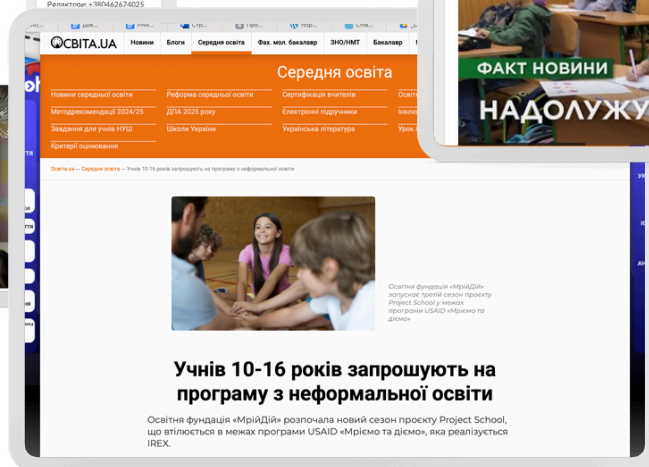 Редактори: +380462674025
ОСВІТА.UA
Новини
Блоги
Середня освіта
Фах. мол. бакалавр
ЗНО/НМТ
Бакалавр
Середня освіта
Новини середньої освіти
Реформа середньої освіти
Сертифікація вчителів
Методрекомендації 2024/25
ДПА 2025 року
Електронні підручники
Завдання для учнів НУШ
Школи України
Українська література
Урок
Критерії оцінювання
Освіта.ua — Середня освіта — Учнів 10-16 років запрошують на програму з неформальної освіти
ФАКТ НОВИНИ
НАДОЛУЖУ
Освітня фундація «МрійДій»
запускає третій сезон проєкту
Project School у межах
програми USAID «Мріємо та
діємо»
Учнів 10-16 років запрошують на
програму з неформальної освіти
Освітня фундація «МрійДій» розпочала новий сезон проєкту Project School,
що втілюється в межах програми USAID «Мріємо та діємо», яка реалізується
IREX.